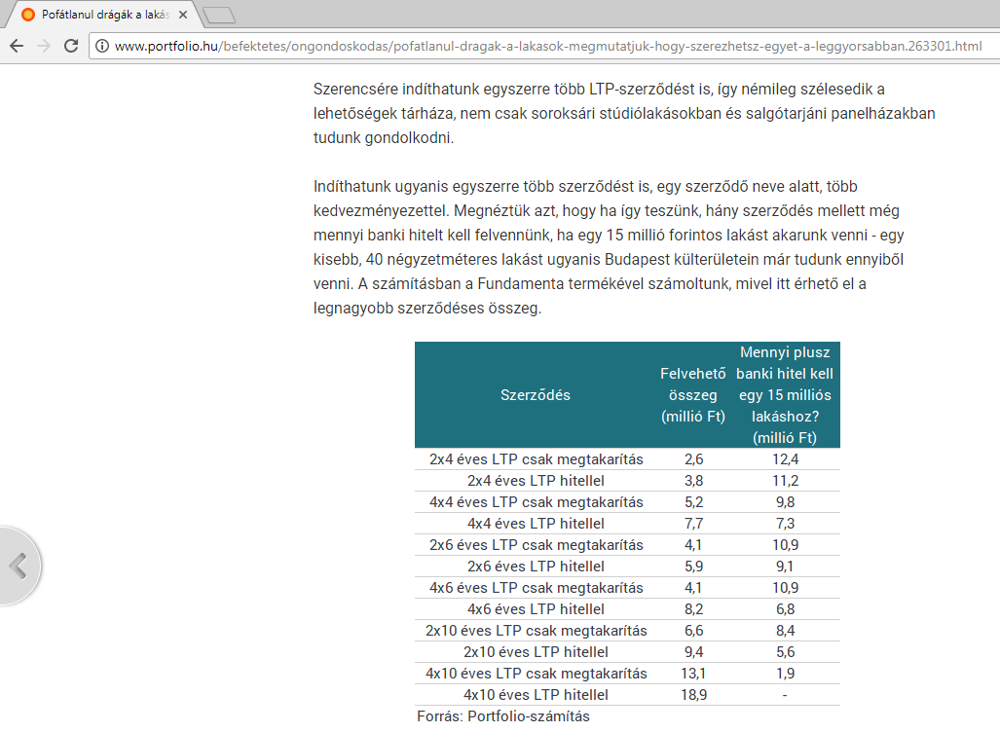 Pofátlanul drágák a lakás
www.portfolio.hu/befektetes/ongondoskodas/pofatlanul-dragak-a-lakasok-megmutatjuk-hogy-szerezhetsz-egyet-a-leggyorsabban.263301.html
Szerencsére indíthatunk egyszerre több LTP-szerződést is, így némileg szélesedik a
lehetőségek tárháza, nem csak soroksári stúdiólakásokban és salgótarjáni panelházakban
tudunk gondolkodni.
Indíthatunk ugyanis egyszerre több szerződést is, egy szerződő neve alatt, több
kedvezményezettel. Megnéztük azt, hogy ha így teszünk, hány szerződés mellett még
mennyi banki hitelt kell felvennünk, ha egy 15 millió forintos lakást akarunk venni - egy
kisebb, 40 négyzetméteres lakást ugyanis Budapest külterületein már tudunk ennyiből
venni. A számításban a Fundamenta termékével számoltunk, mivel itt érhető el a
legnagyobb szerződéses összeg.
Szerződés
Felvehető
összeg
(millió Ft)
Mennyi plusz
banki hitel kell
egy 15 milliós
lakáshoz?
(millió Ft)
2x4 éves LTP csak megtakarítás 2,6 12,4
2x4 éves LTP hitellel 3,8 11,2
4x4 éves LTP csak megtakarítás 5,2 9,8
4x4 éves LTP hitellel 7,7 7,3
2x6 éves LTP csak megtakarítás 4,1 10,9
2x6 éves LTP hitellel 5,9 9,1
4x6 éves LTP csak megtakarítás 4,1 10,9
4x6 éves LTP hitellel 8,2 6,8
2x10 éves LTP csak megtakarítás 6,6 8,4
2x10 éves LTP hitellel 9,4 5,6
4x10 éves LTP csak megtakarítás 13,1 1,9
4x10 éves LTP hitellel 18,9 -
Forrás: Portfolio-számítás